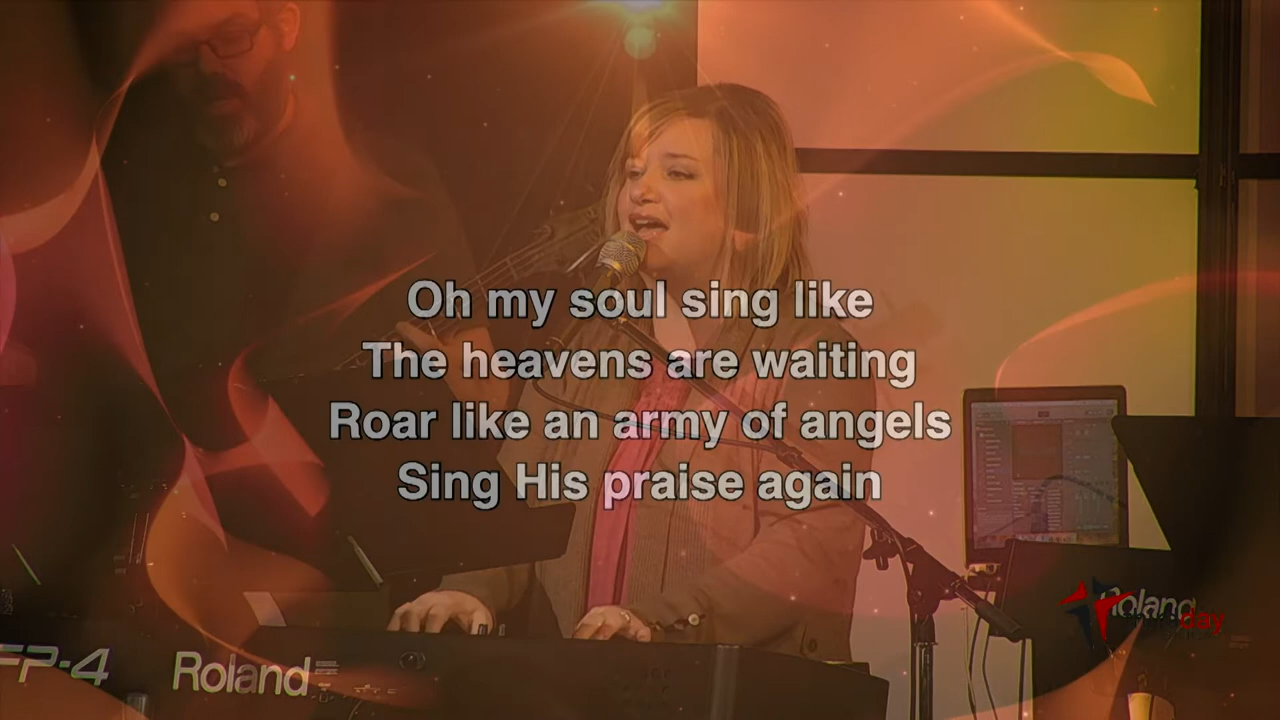 Oh my soul sing like
The heavens are waiting
Roar like an army of angels
Sing His praise again
Roland
day
FP-4
Roland